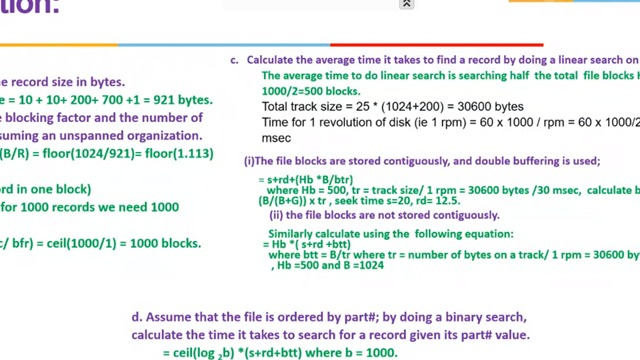 tion:
he record size in bytes.
e = 10 + 10+ 200+ 700 +1 = 921 bytes.
e blocking factor and the number of
suming an unspanned organization.
(B/R) = floor(1024/921)= floor(1.113)
ord in one block)
for 1000 records we need 1000
c/ bfr) = ceil(1000/1) = 1000 blocks.
c. Calculate the average time it takes to find a record by doing a linear search on
The average time to do linear search is searching half the total file blocks
1000/2=500 blocks.
Total track size = 25 * (1024+200) = 30600 bytes
Time for 1 revolution of disk (ie 1 rpm) = 60 x 1000 / rpm = 60 x 1000/2
msec
(i)The file blocks are stored contiguously, and double buffering is used;
= s+rd+(Hb *B/btr)
where Hb = 500, tr = track size/ 1 rpm = 30600 bytes /30 msec, calculate b
(B/(B+G)) x tr , seek time s=20, rd= 12.5.
(ii) the file blocks are not stored contiguously.
Similarly calculate using the following equation:
= Hb *( s+rd +btt)
where btt = B/tr where tr = number of bytes on a track/ 1 rpm = 30600 by
, Hb =500 and B =1024
d. Assume that the file is ordered by part#; by doing a binary search,
calculate the time it takes to search for a record given its part# value.
= ceil(log 2b) *(s+rd+btt) where b = 1000.